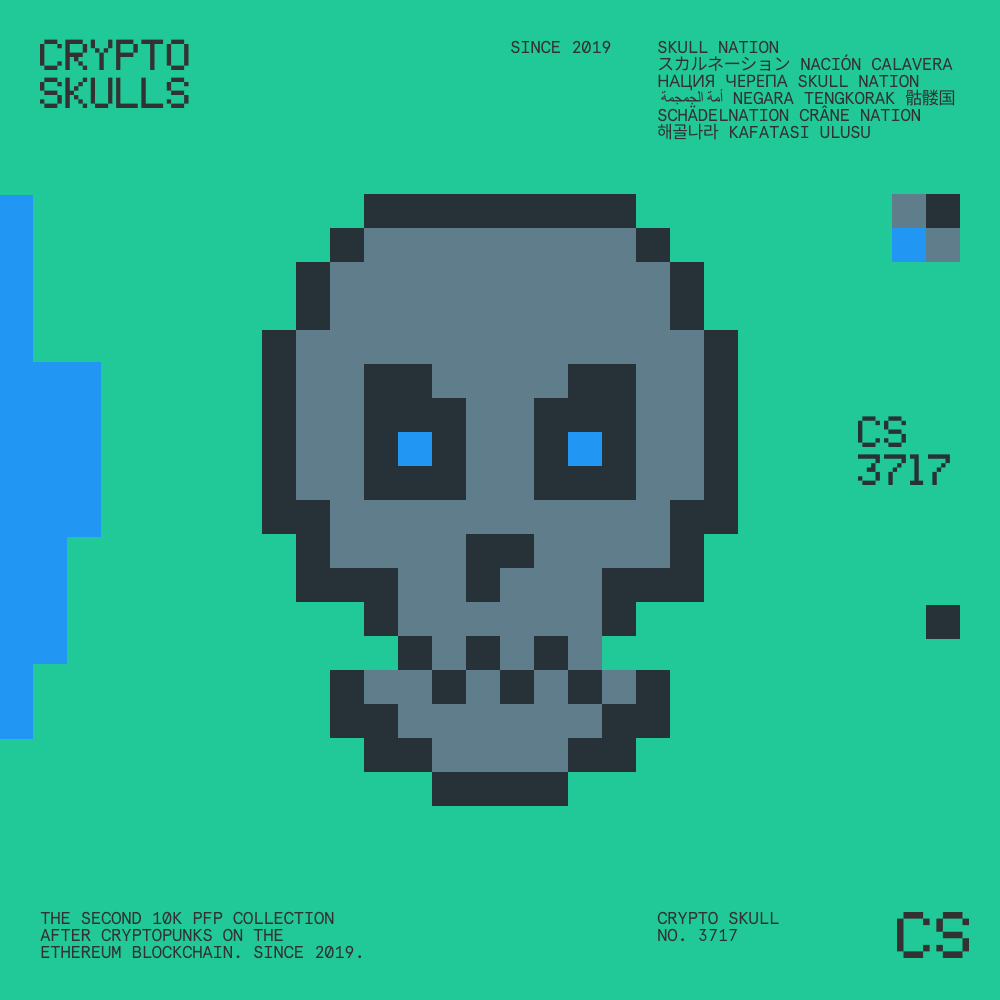 CRYPTO
SKULLS
SINCE 2019
SKULL NATION
スカルネーション NACIÓN CALAVERA
НАЦИЯ ЧЕРЕПА SKULL NATION
أمة الجمجمة NEGARA TENGKORAK 骷髅国
SCHÄDELNATION CRÂNE NATION
해골나라 KAFATASI ULUSU
CS
3717
THE SECOND 10K PFP COLLECTION
AFTER CRYPTOPUNKS ON THE
ETHEREUM BLOCKCHAIN. SINCE 2019.
CRYPTO SKULL
NO. 3717
CS